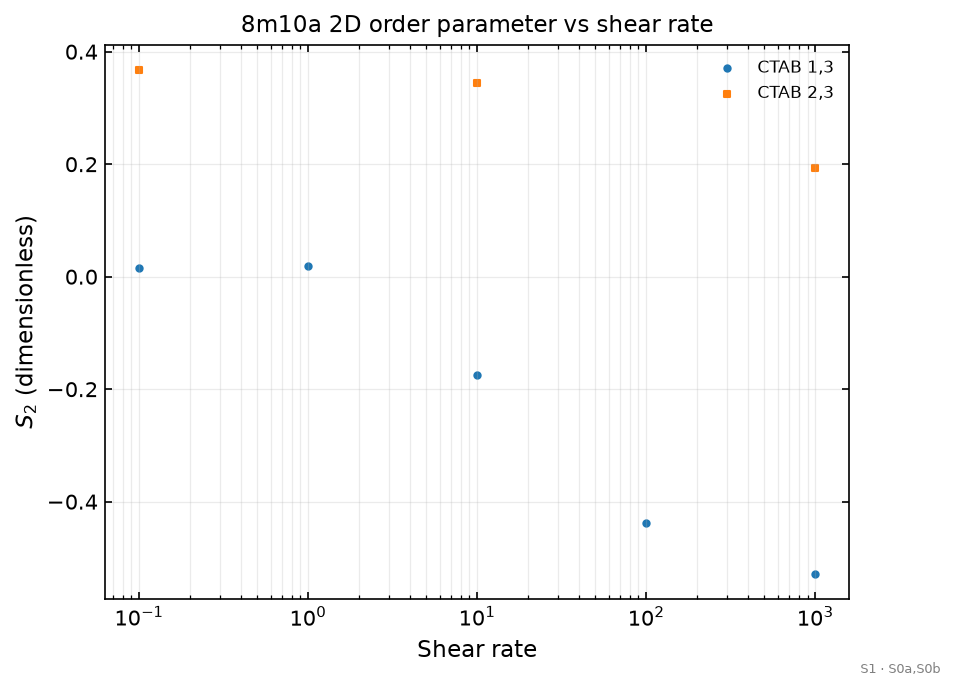 8m10a 2D order parameter vs shear rate
CTAB 1,3
CTAB 2,3
0.4
0.2
0.0
−0.2
−0.4
S₂ (dimensionless)
10⁻¹ 10⁰ 10¹ 10² 10³
Shear rate
S1 · S0a,S0b